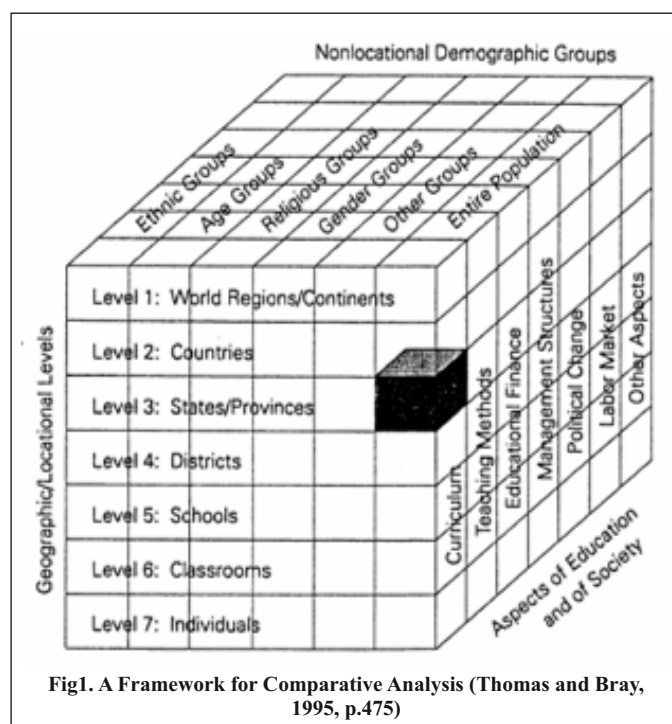 Nonlocational Demographic Groups
Ethnic Groups
Age Groups
Religious Groups
Gender Groups
Other Groups
Entire Population
Geographic/Locational Levels
Level 1: World Regions/Continents
Level 2: Countries
Level 3: States/Provinces
Level 4: Districts
Level 5: Schools
Level 6: Classrooms
Level 7: Individuals
Curriculum
Teaching Methods
Educational Finance
Management Structures
Political Change
Labor Market
Other Aspects
Aspects of Education
and of Society
Fig1. A Framework for Comparative Analysis (Thomas and Bray,
1995, p.475)